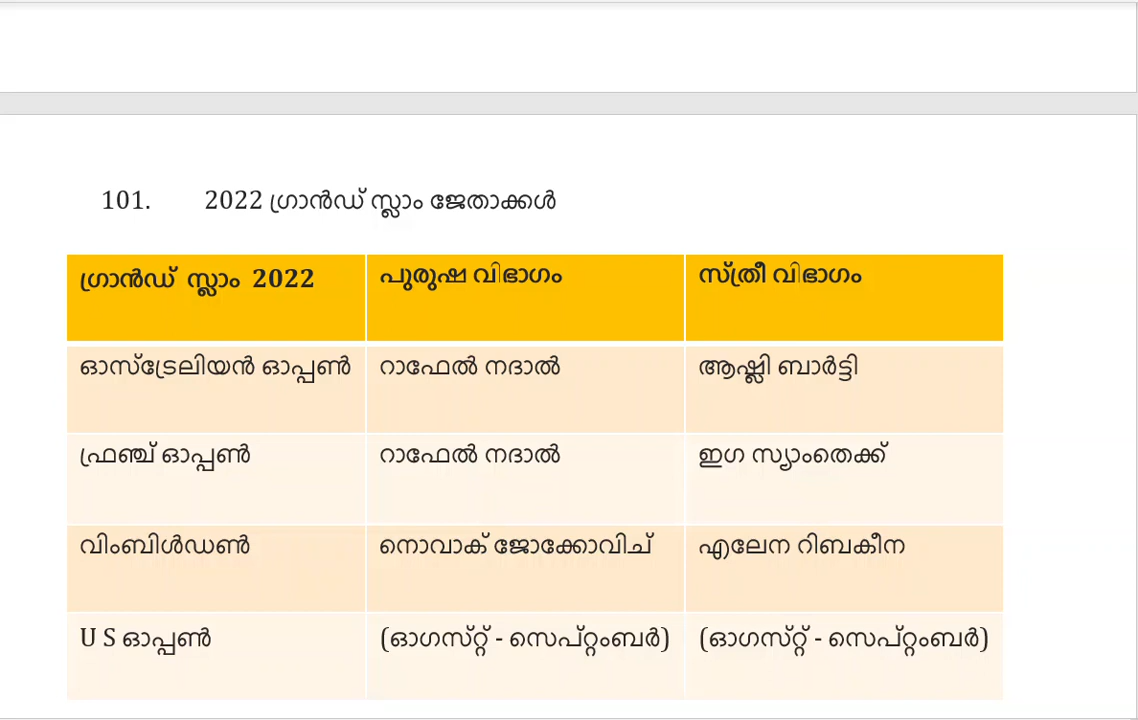 101. 2022 ഗ്രാൻഡ് സ്ലാം ജേതാക്കൾ
ഗ്രാൻഡ് സ്ലാം 2022 പുരുഷ വിഭാഗം സ്ത്രീ വിഭാഗം
ഓസ്ട്രേലിയൻ ഓപ്പൺ റാഫേൽ നദാൽ ആഷ്ലി ബാർട്ടി
ഫ്രഞ്ച് ഓപ്പൺ റാഫേൽ നദാൽ ഇഗ സ്യാംതെക്ക്
വിംബിൾഡൺ നൊവാക് ജോക്കോവിച് എലേന റിബകീന
U S ഓപ്പൺ (ഓഗസ്റ്റ് - സെപ്റ്റംബർ) (ഓഗസ്റ്റ് - സെപ്റ്റംബർ)